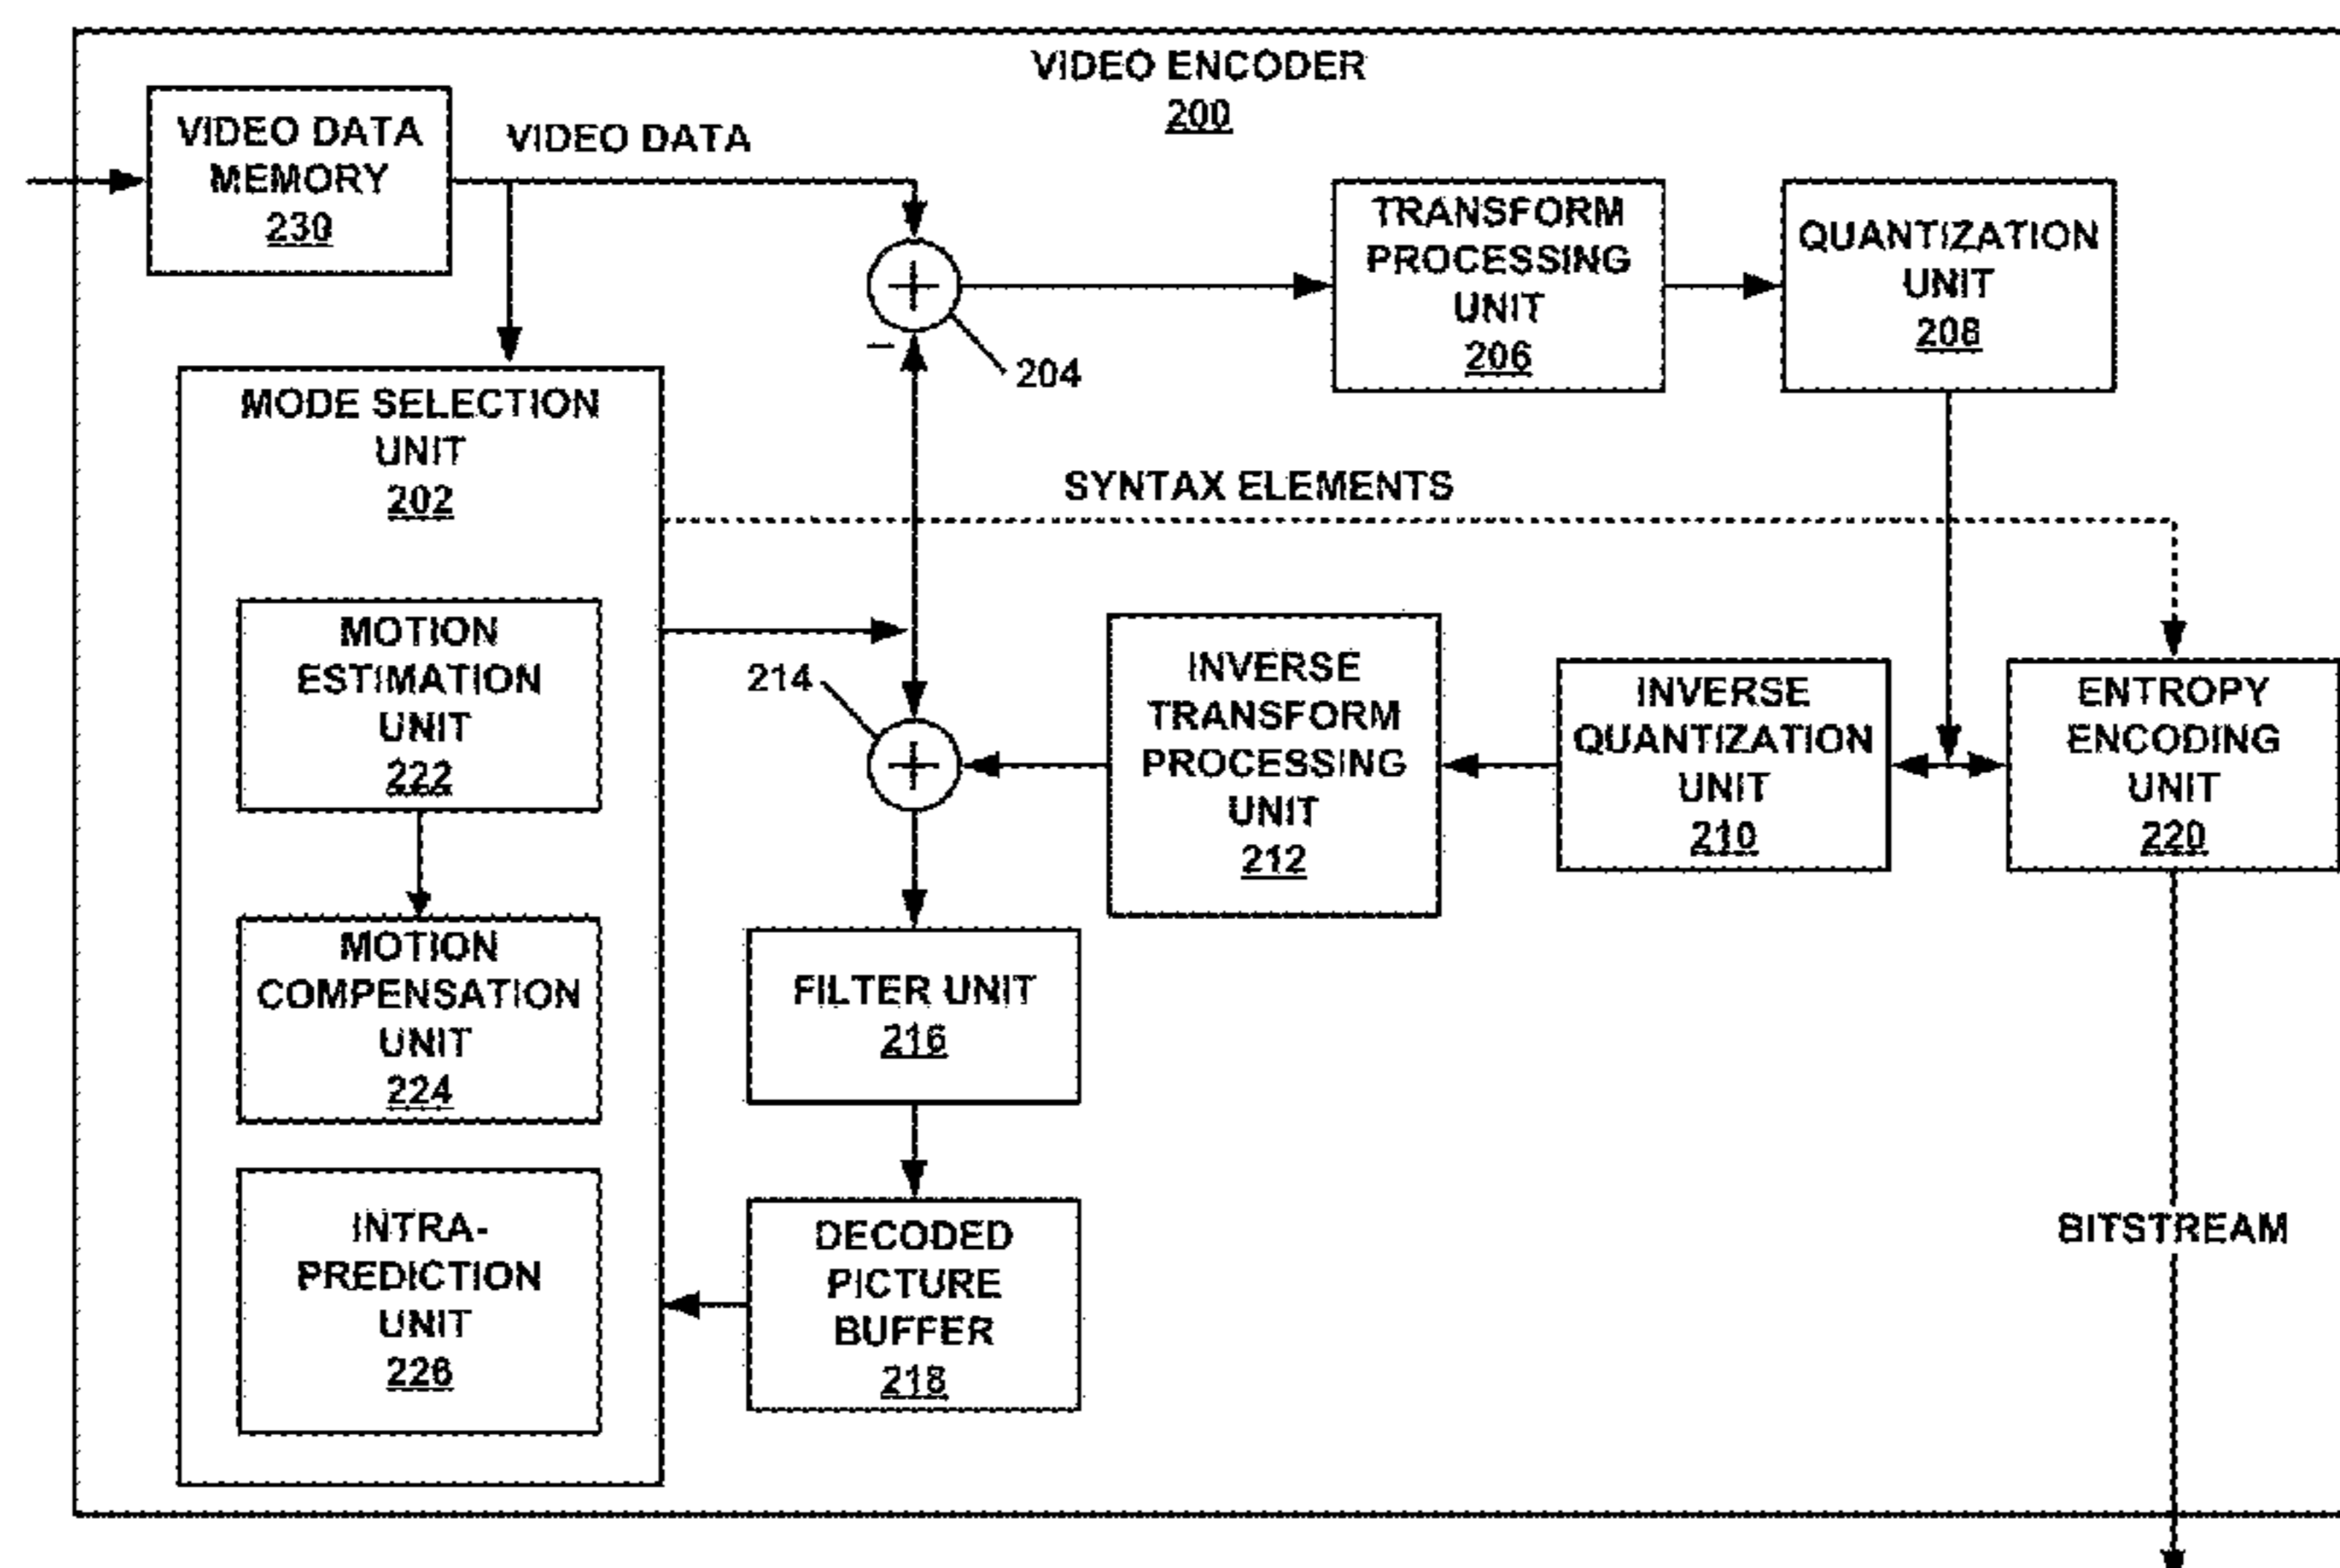 VIDEO ENCODER
200
VIDEO DATA
MEMORY
230
VIDEO DATA
TRANSFORM
PROCESSING
UNIT
206
QUANTIZATION
UNIT
208
204
MODE SELECTION
UNIT
202
SYNTAX ELEMENTS
MOTION
ESTIMATION
UNIT
222
214
INVERSE
TRANSFORM
PROCESSING
UNIT
212
INVERSE
QUANTIZATION
UNIT
210
ENTROPY
ENCODING
UNIT
220
MOTION
COMPENSATION
UNIT
224
FILTER UNIT
216
INTRA-
PREDICTION
UNIT
226
DECODED
PICTURE
BUFFER
218
BITSTREAM